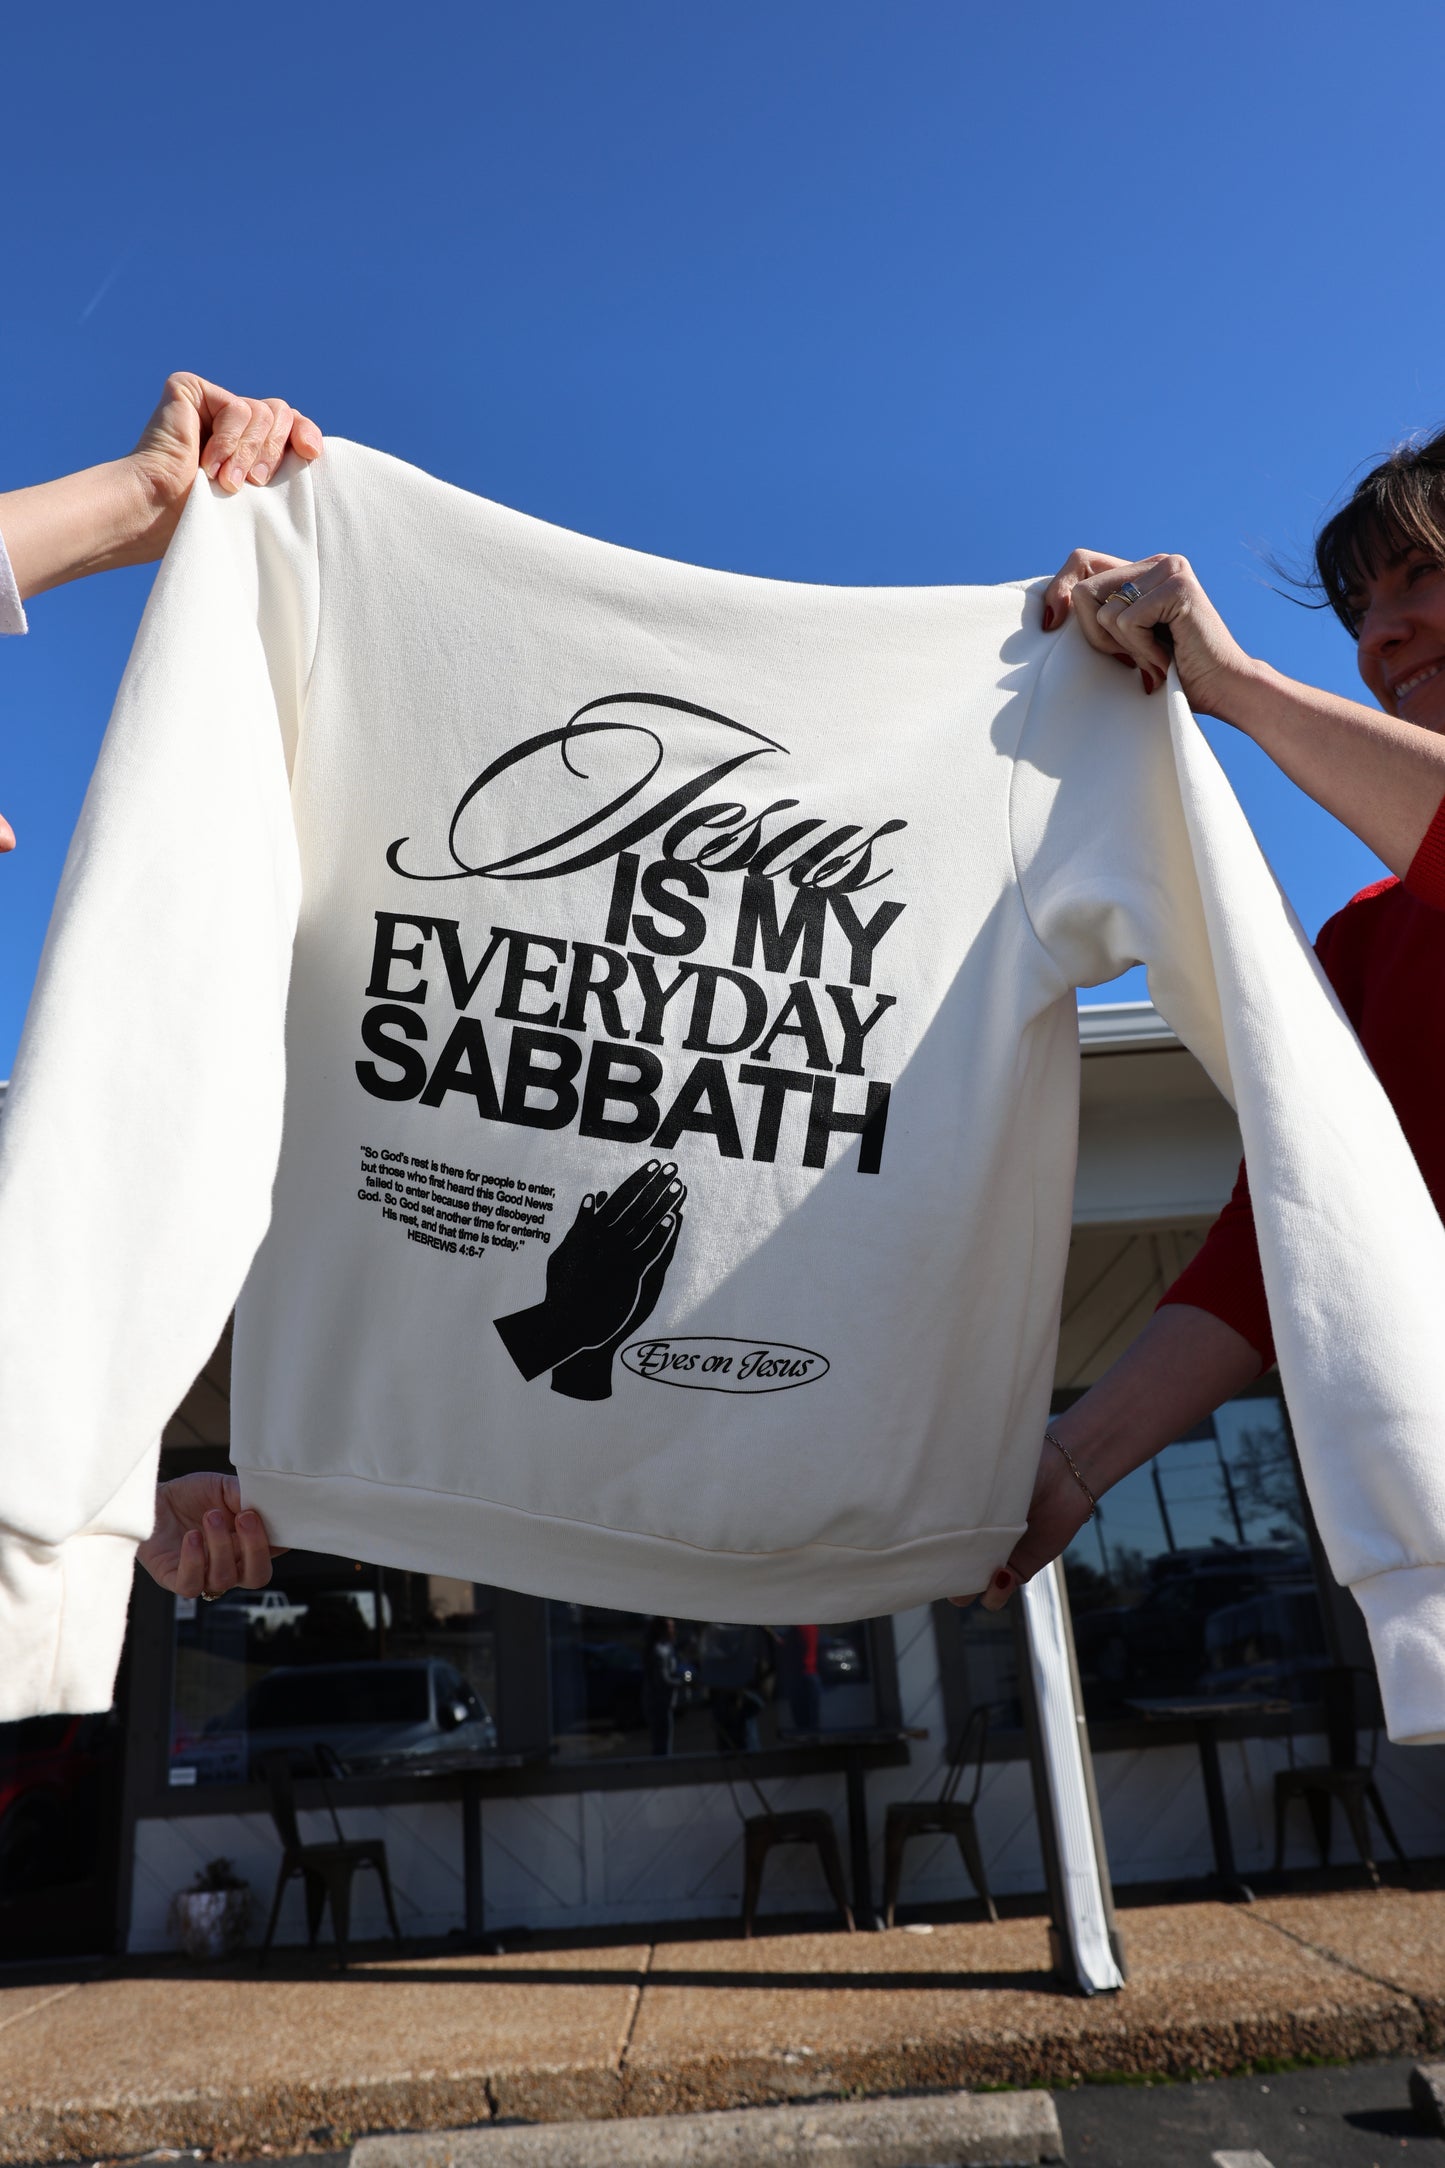 Jesus
IS MY
EVERYDAY
SABBATH
"So God's rest is there for people to enter,
but those who first heard this Good News
failed to enter because they disobeyed
God. So God set another time for entering
His rest, and that time is today."
HEBREWS 4:6-7
Eyes on Jesus